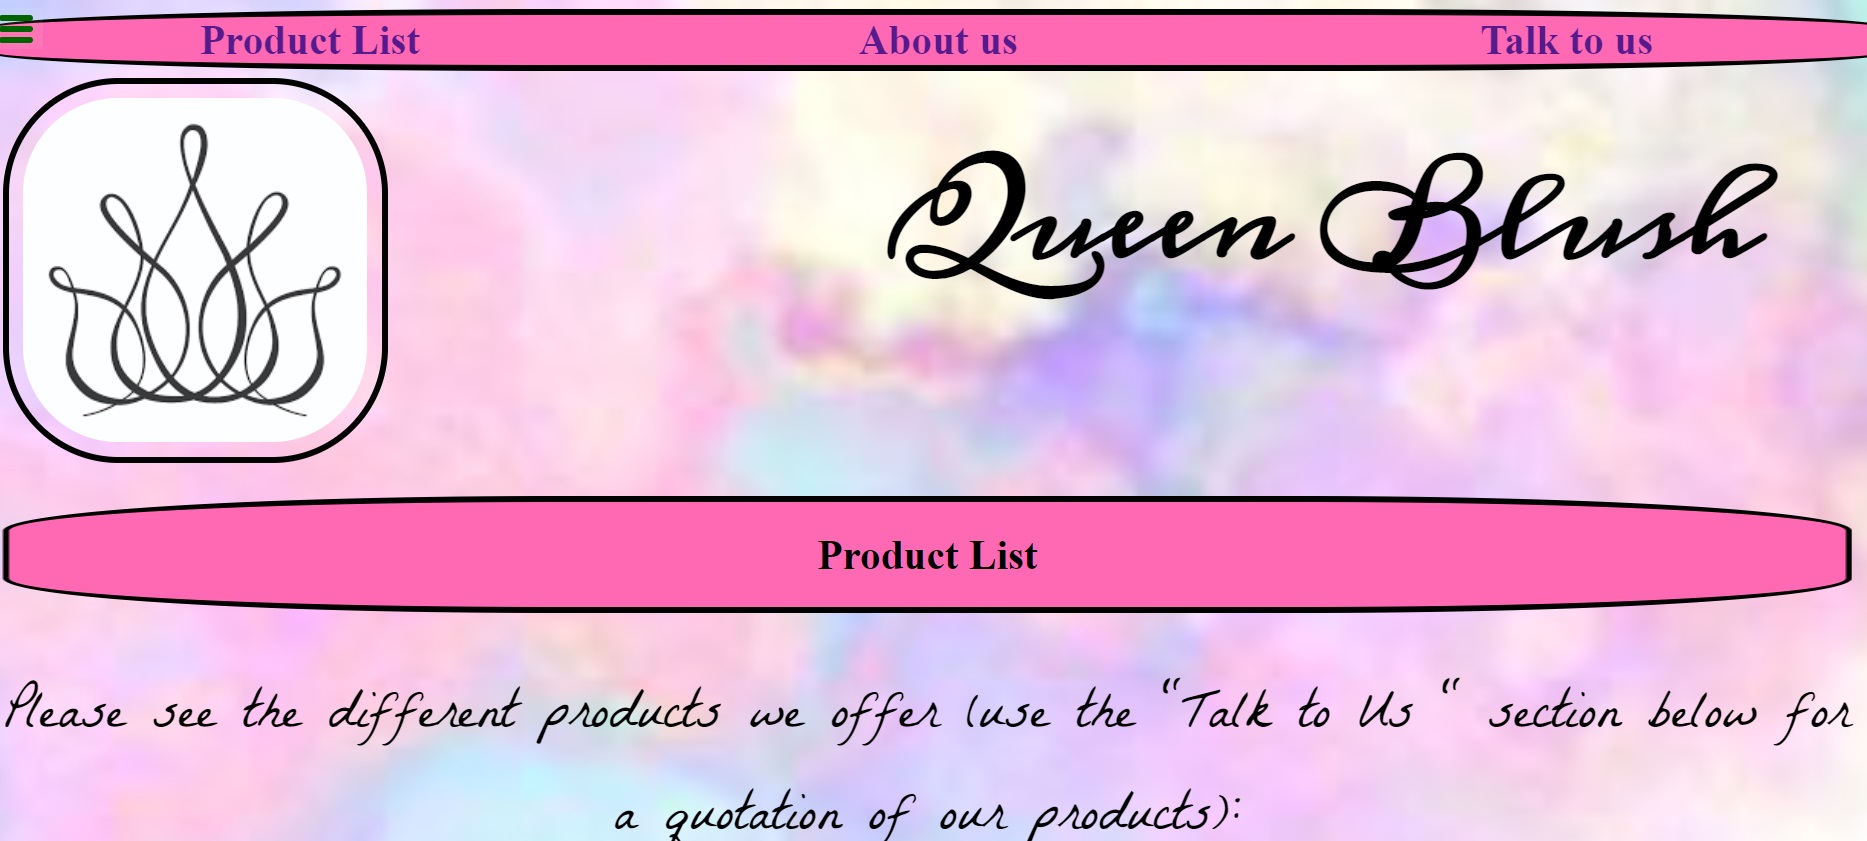 Product List About us Talk to us
Queen Blush
Product List
Please see the different products we offer (use the “Talk to Us “ section below for
a quotation of our products):